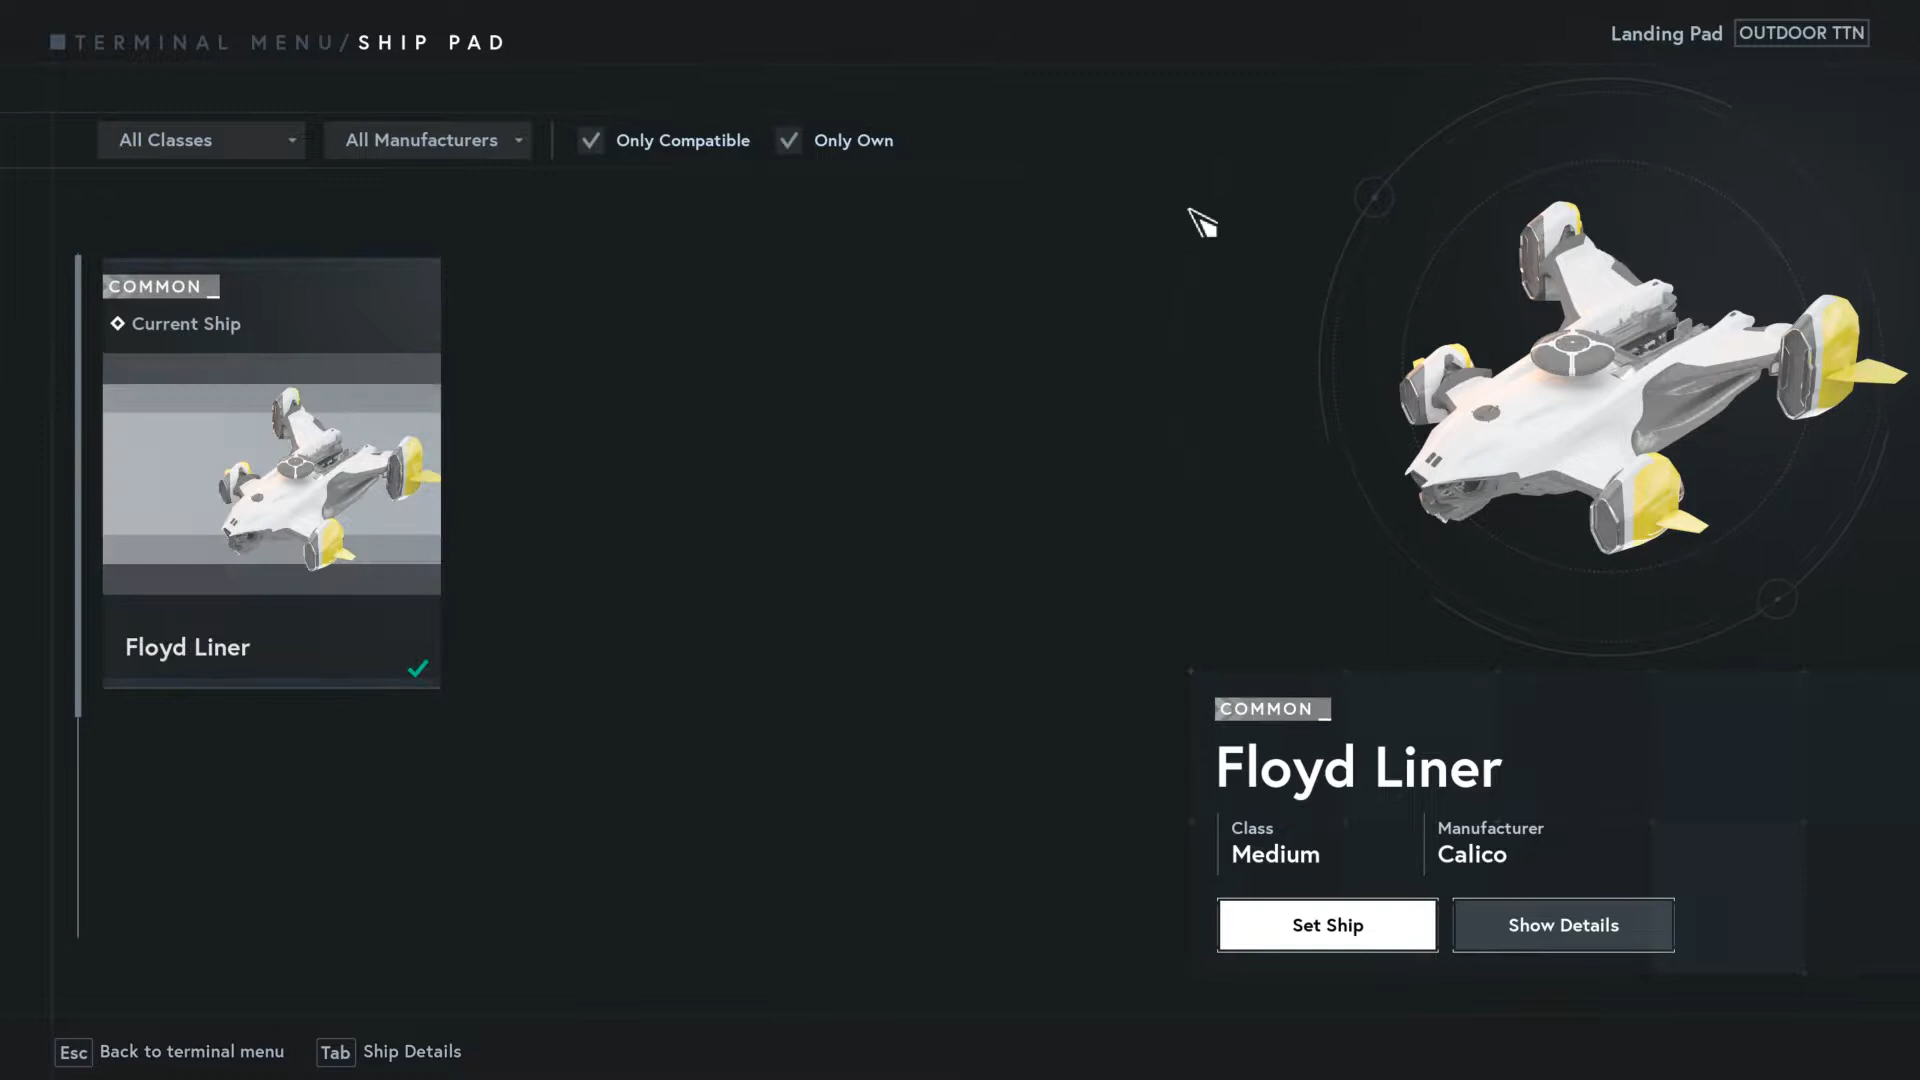 TERMINAL MENU/SHIP PAD
Landing Pad OUTDOOR TTN
All Classes
All Manufacturers
Only Compatible
Only Own
COMMON _
Current Ship
Floyd Liner
COMMON _
Floyd Liner
Class
Medium
Manufacturer
Calico
Set Ship
Show Details
Esc Back to terminal menu
Tab Ship Details